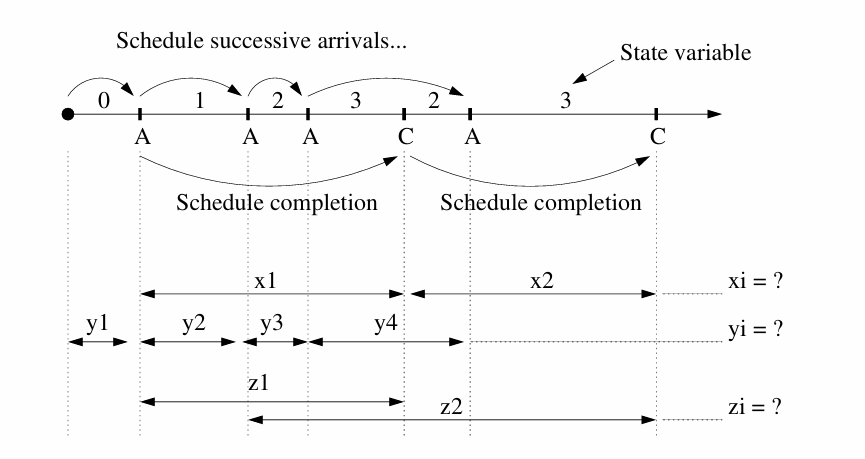 Schedule successive arrivals...
State variable
0 1 2 3 2 3
A A A C A C
Schedule completion Schedule completion
x1 x2 xi = ?
y1 y2 y3 y4 yi = ?
z1
z2 zi = ?